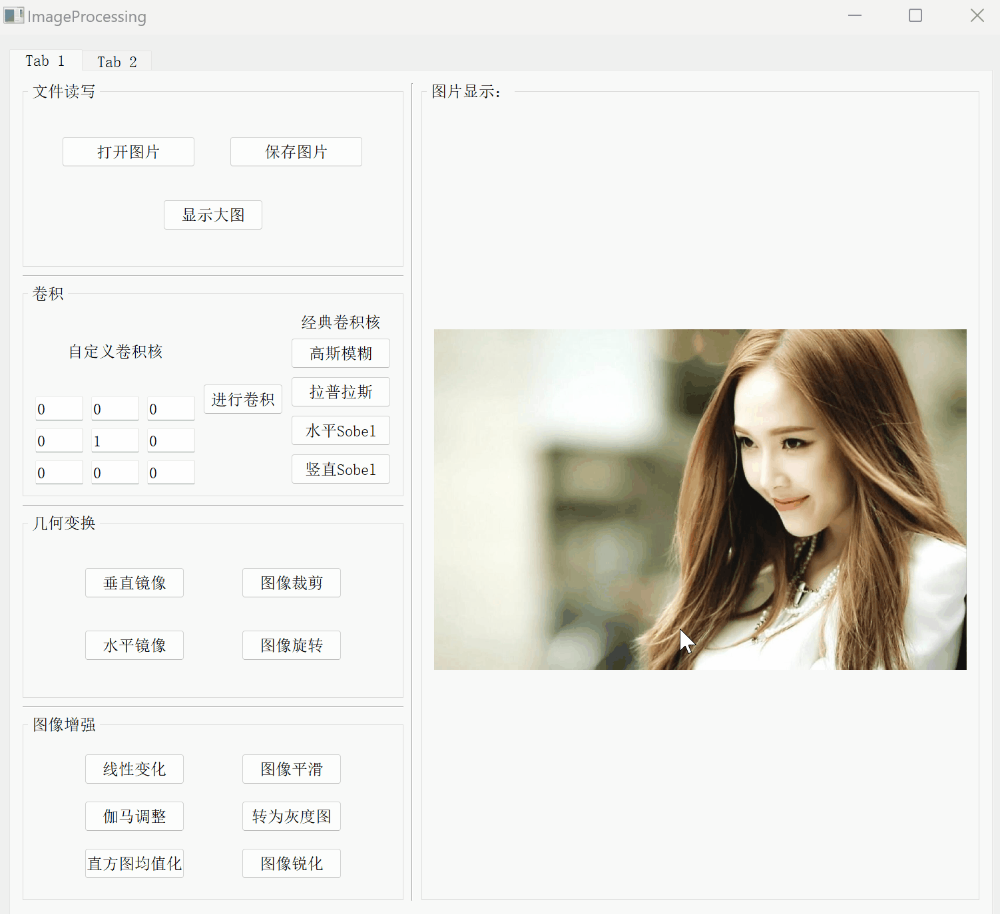 ImageProcessing
Tab 1
Tab 2
文件读写
打开图片
保存图片
显示大图
卷积
自定义卷积核
0 0 0
0 1 0
0 0 0
进行卷积
经典卷积核
高斯模糊
拉普拉斯
水平Sobel
竖直Sobel
几何变换
垂直镜像
图像裁剪
水平镜像
图像旋转
图像增强
线性变化
图像平滑
伽马调整
转为灰度图
直方图均值化
图像锐化
图片显示：